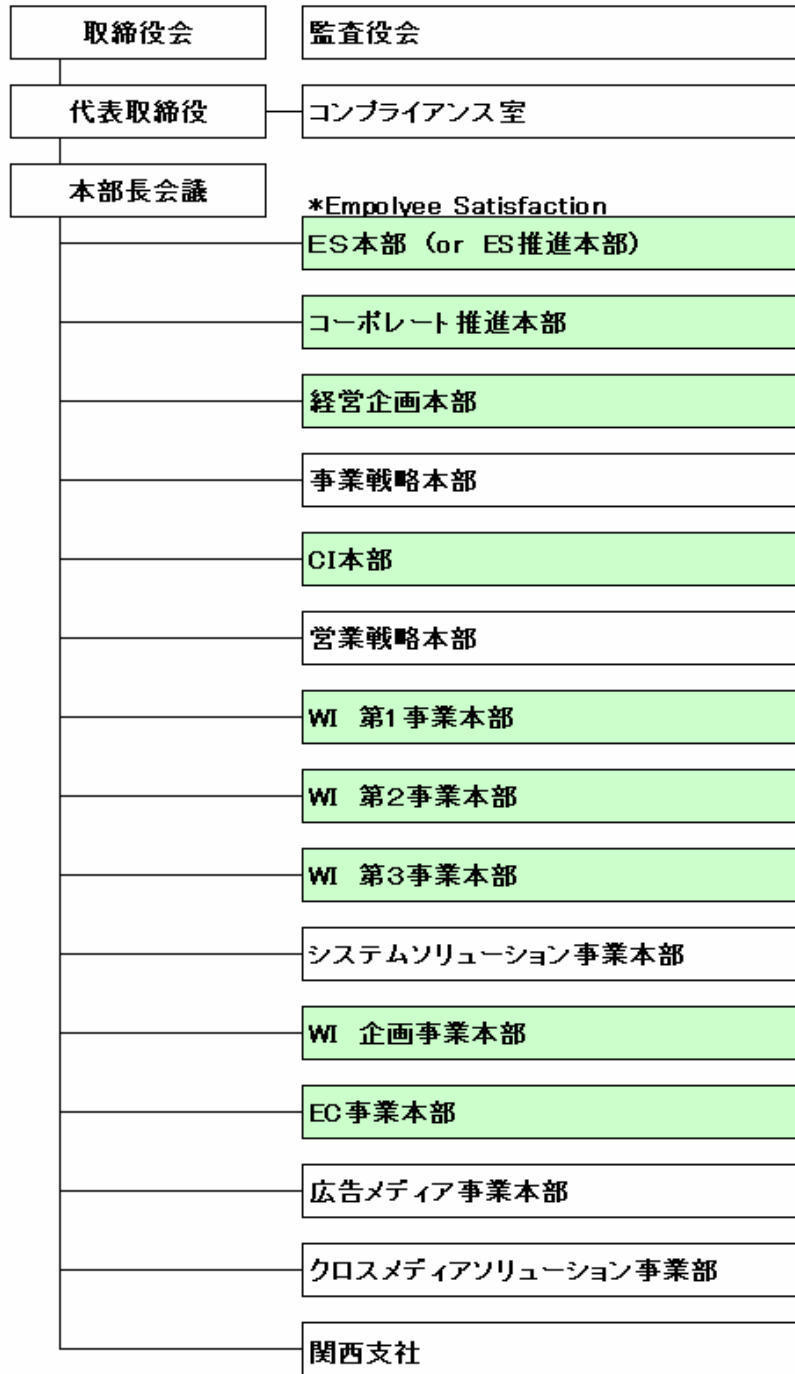 取締役会
監査役会
代表取締役
コンプライアンス室
本部長会議
*Empolyee Satisfaction
ES本部 (or ES推進本部)
コーポレート推進本部
経営企画本部
事業戦略本部
CI本部
営業戦略本部
WI 第1事業本部
WI 第2事業本部
WI 第3事業本部
システムソリューション事業本部
WI 企画事業本部
EC事業本部
広告メディア事業本部
クロスメディアソリューション事業部
関西支社